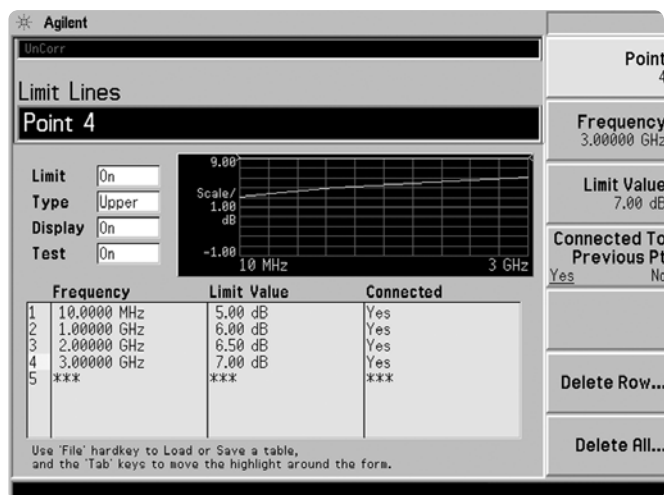 Agilent
UnCorr
Limit Lines
Point 4
Limit On
Type Upper
Display On
Test On
9.00
Scale/
1.00
dB
-1.00
10 MHz 3 GHz
Frequency Limit Value Connected
1 10.0000 MHz 5.00 dB Yes
2 1.00000 GHz 6.00 dB Yes
3 2.00000 GHz 6.50 dB Yes
4 3.00000 GHz 7.00 dB Yes
5 *** *** ***
Use 'File' hardkey to Load or Save a table,
and the 'Tab' keys to move the highlight around the form.
Point
4
Frequency
3.00000 GHz
Limit Value
7.00 dB
Connected To
Previous Pt
Yes No
Delete Row...
Delete All...